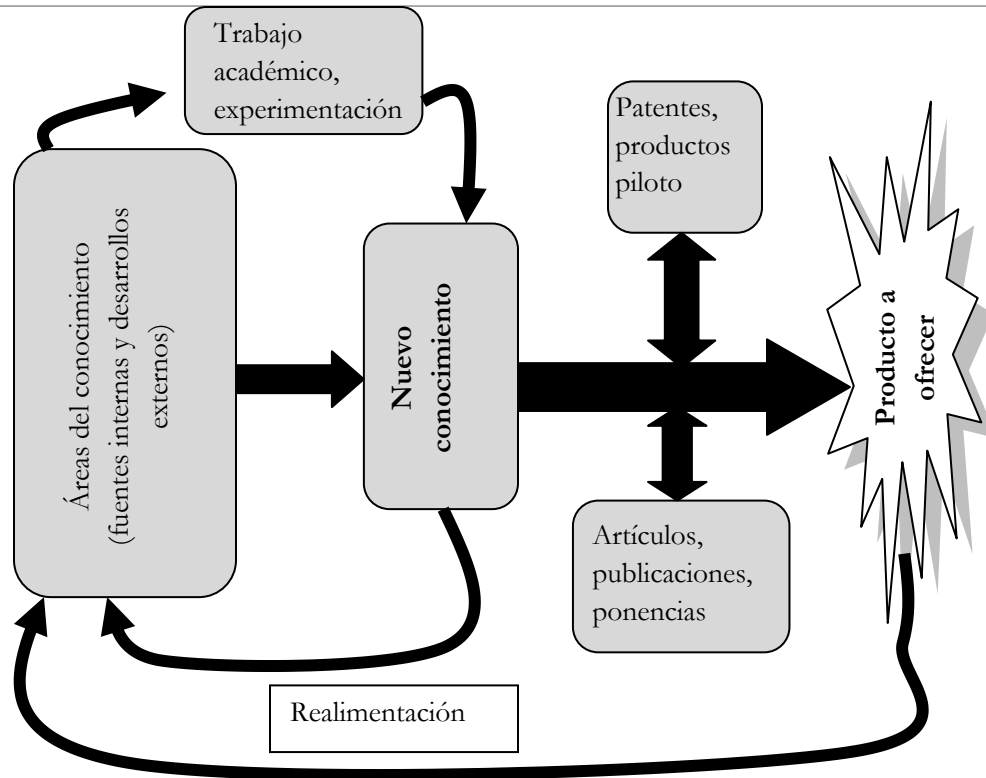 Trabajo
académico,
experimentación
Patentes,
productos
piloto
Áreas del conocimiento
(fuentes internas y desarrollos
externos)
Nuevo
conocimiento
Producto a
ofrecer
Artículos,
publicaciones,
ponencias
Realimentación